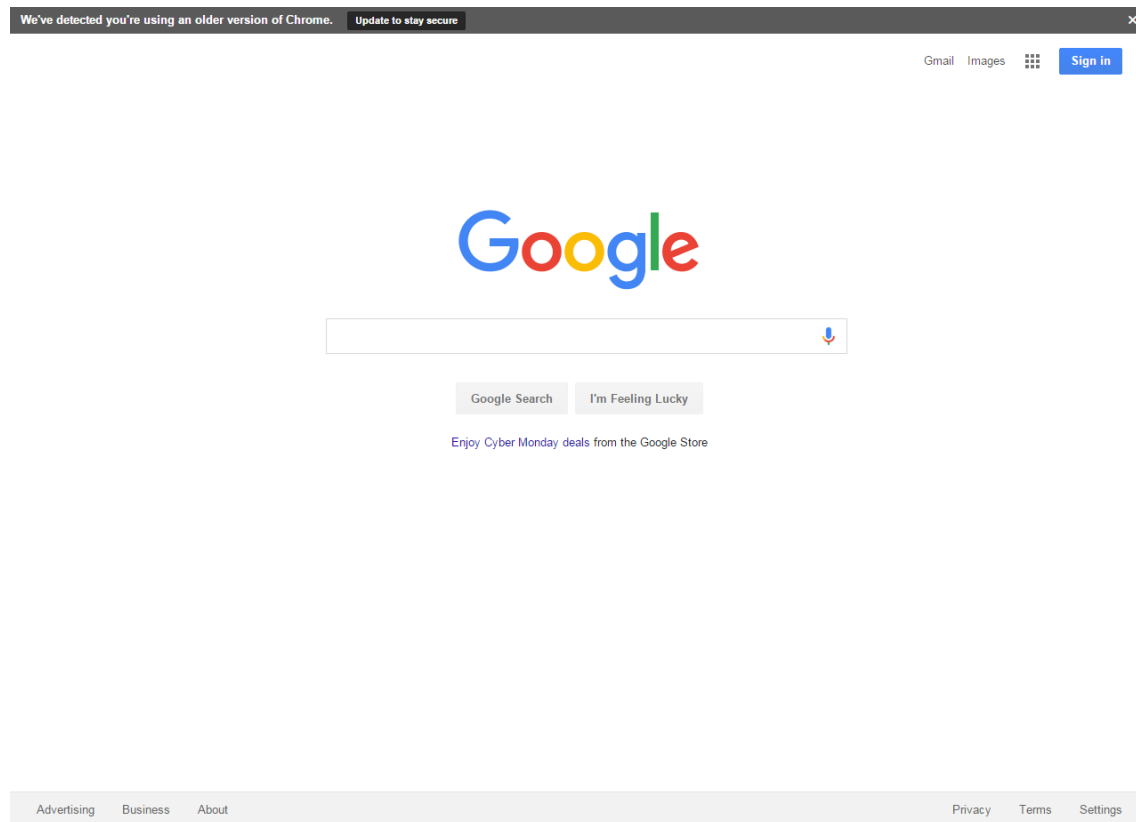 We've detected you're using an older version of Chrome. Update to stay secure
Gmail Images Sign in
Google
Google Search I'm Feeling Lucky
Enjoy Cyber Monday deals from the Google Store
Advertising Business About Privacy Terms Settings